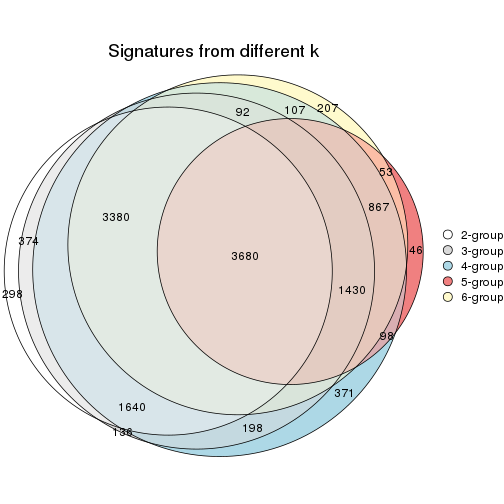 Signatures from different k
92
107
207
53
867
3380
374
46
3680
298
1430
98
371
1640
198
136
2-group
3-group
4-group
5-group
6-group